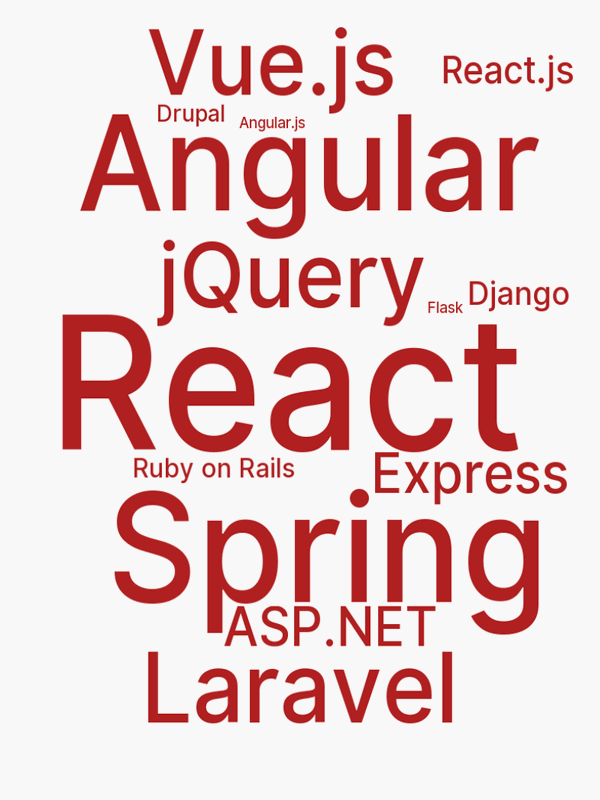 Vue.js
React.js
Drupal
Angular.js
Angular
jQuery
Django
Flask
React
Ruby on Rails
Express
Spring
ASP.NET
Laravel